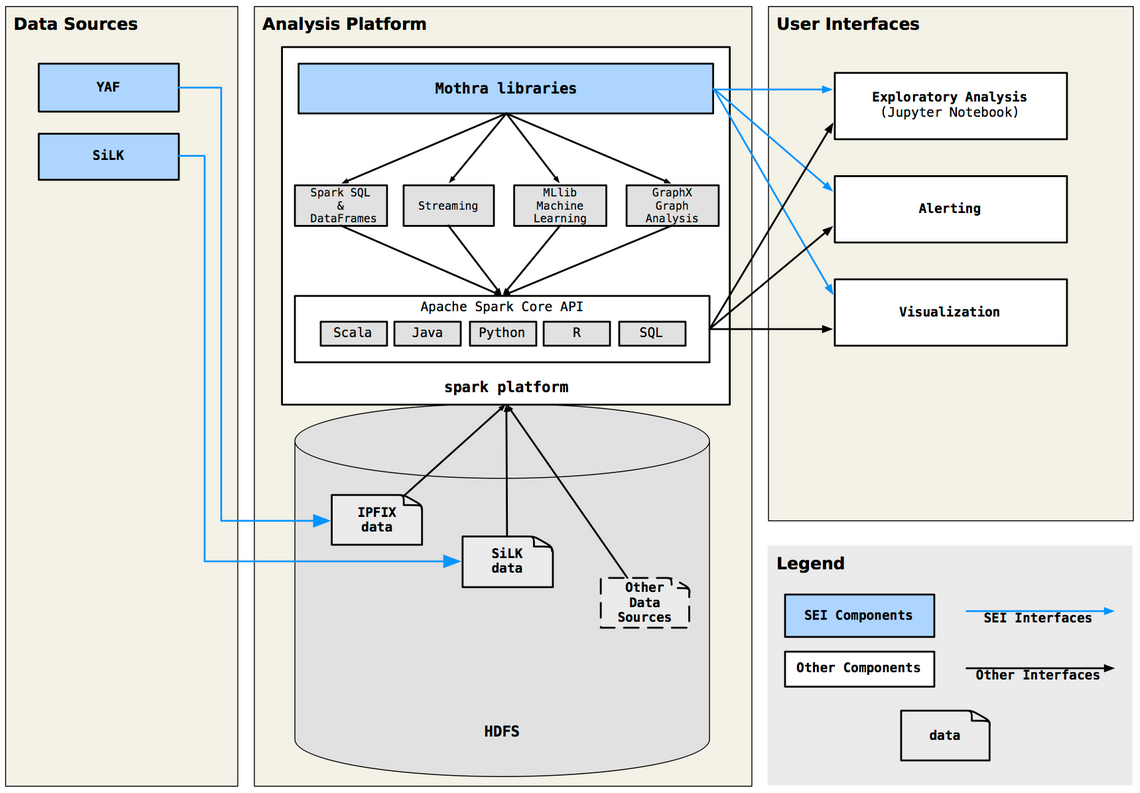 Data Sources
YAF
SiLK
Analysis Platform
Mothra libraries
Spark SQL
&
DataFrames
Streaming
MLlib
Machine
Learning
GraphX
Graph
Analysis
Apache Spark Core API
Scala
Java
Python
R
SQL
spark platform
IPFIX
data
SiLK
data
Other
Data
Sources
HDFS
User Interfaces
Exploratory Analysis
(Jupyter Notebook)
Alerting
Visualization
Legend
SEI Components
SEI Interfaces
Other Components
Other Interfaces
data